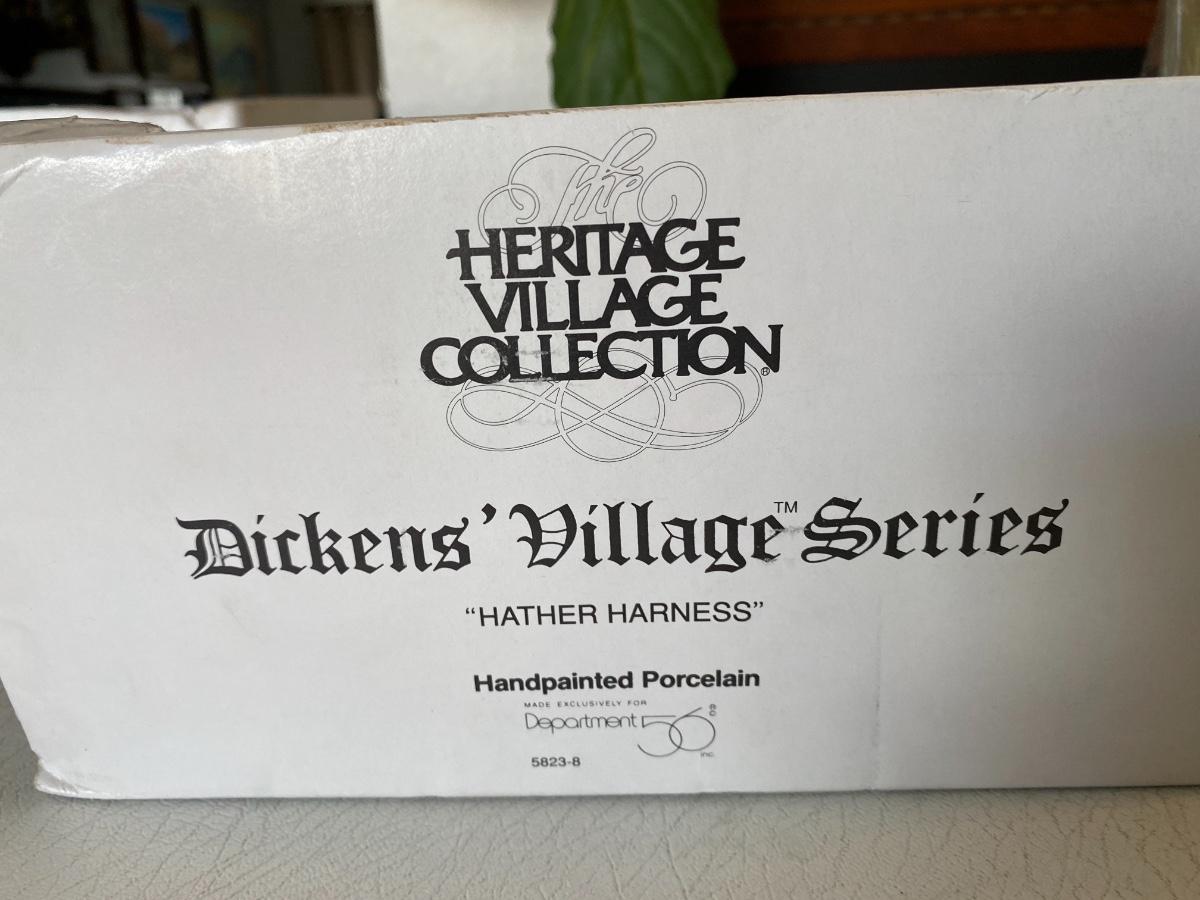 The
HERITAGE
VILLAGE
COLLECTION®
Dickens' Village™ Series
“HATHER HARNESS”
Handpainted Porcelain
MADE EXCLUSIVELY FOR
Department 56 ®©
inc.
5823-8